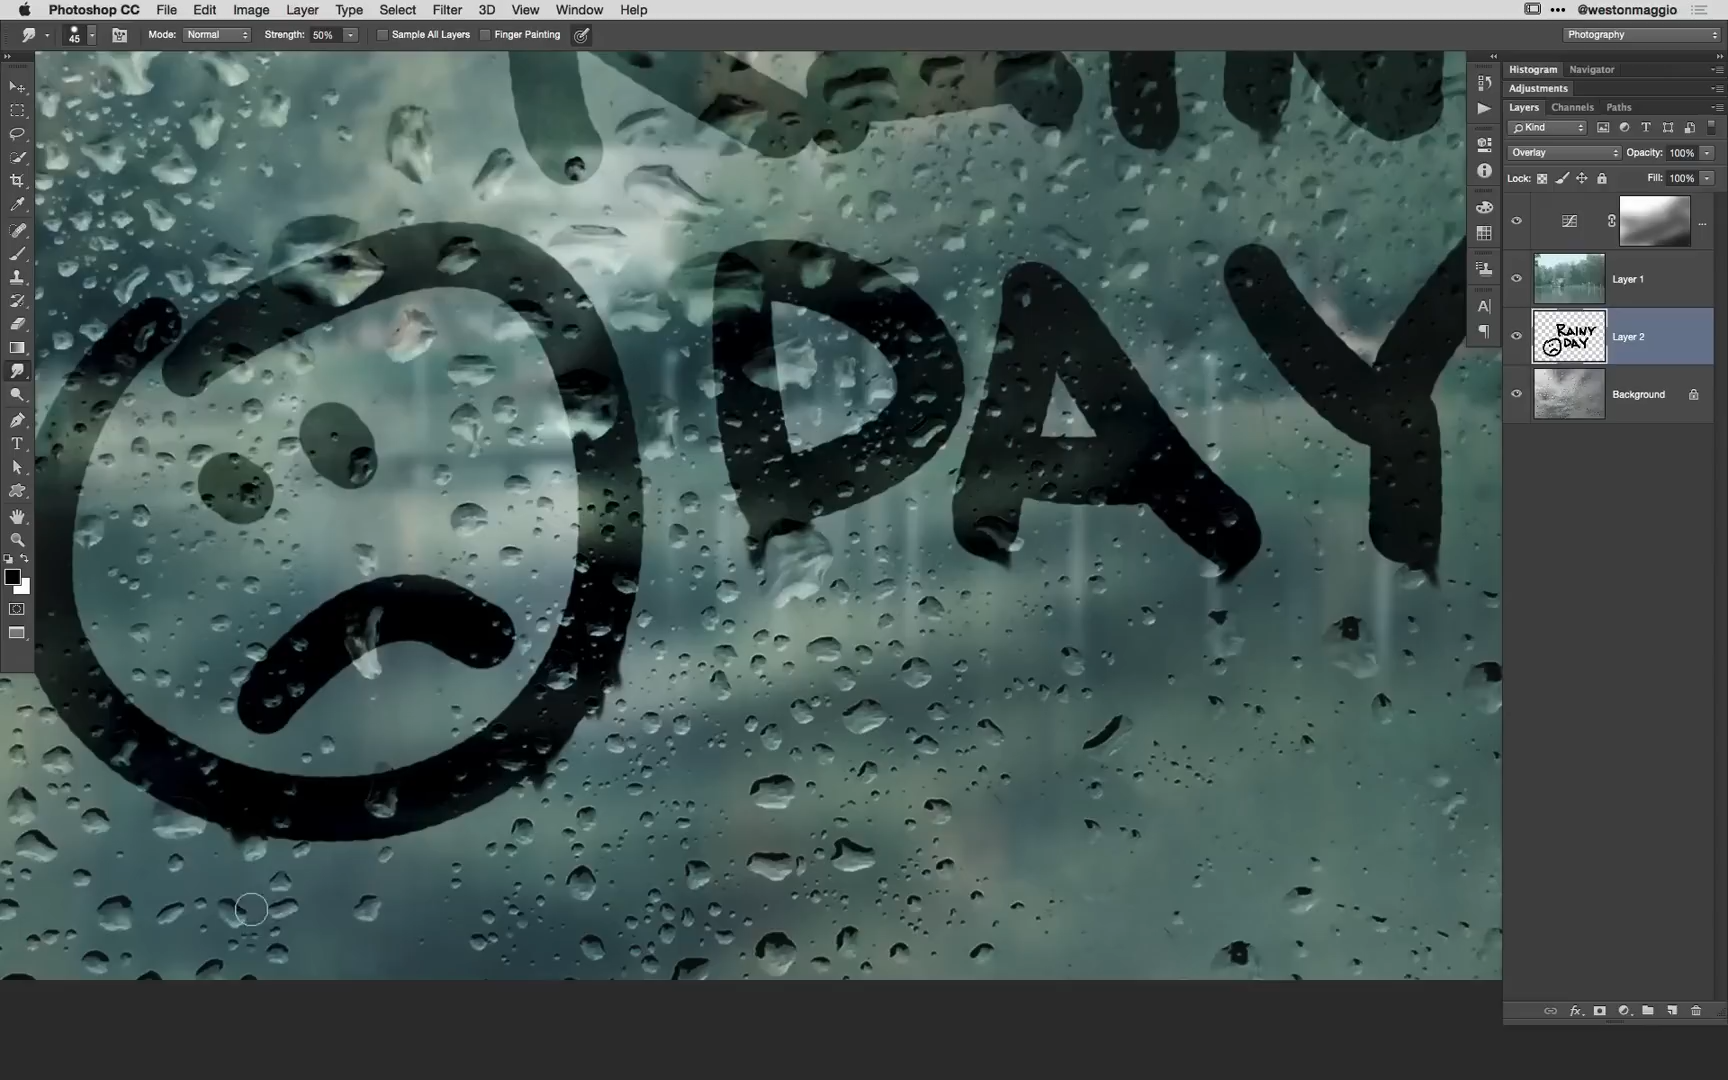 Photoshop CC File Edit Image Layer Type Select Filter 3D View Window Help @westonmaggio
45 Mode: Normal Strength: 50% Sample All Layers Finger Painting Photography
Histogram Navigator
Adjustments
Layers Channels Paths
Kind
Overlay Opacity: 100%
Lock: Fill: 100%
...
Layer 1
RAINY
DAY
Layer 2
Background
DAY
fx